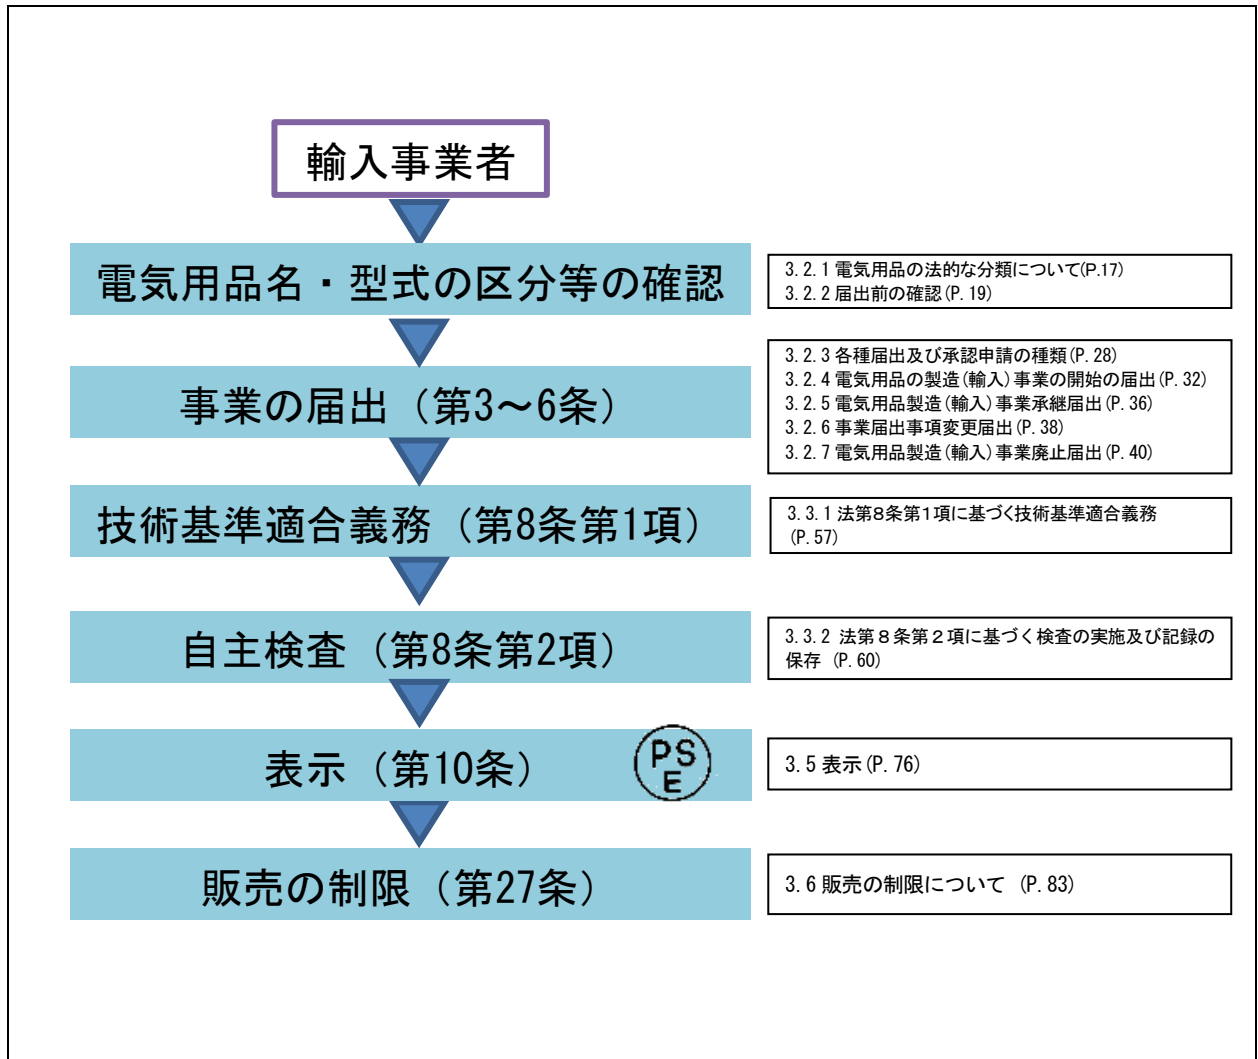 輸入事業者
電気用品名・型式の区分等の確認
3.2.1 電気用品の法的な分類について(P.17)
3.2.2 届出前の確認(P.19)
事業の届出（第3～6条）
3.2.3 各種届出及び承認申請の種類(P.28)
3.2.4 電気用品の製造(輸入)事業の開始の届出(P.32)
3.2.5 電気用品製造(輸入)事業承継届出(P.36)
3.2.6 事業届出事項変更届出(P.38)
3.2.7 電気用品製造(輸入)事業廃止届出(P.40)
技術基準適合義務（第8条第1項）
3.3.1 法第８条第１項に基づく技術基準適合義務
(P.57)
自主検査（第8条第2項）
3.3.2 法第８条第２項に基づく検査の実施及び記録の
保存 (P.60)
表示（第10条）
PS
E
3.5 表示(P.76)
販売の制限（第27条）
3.6 販売の制限について (P.83)